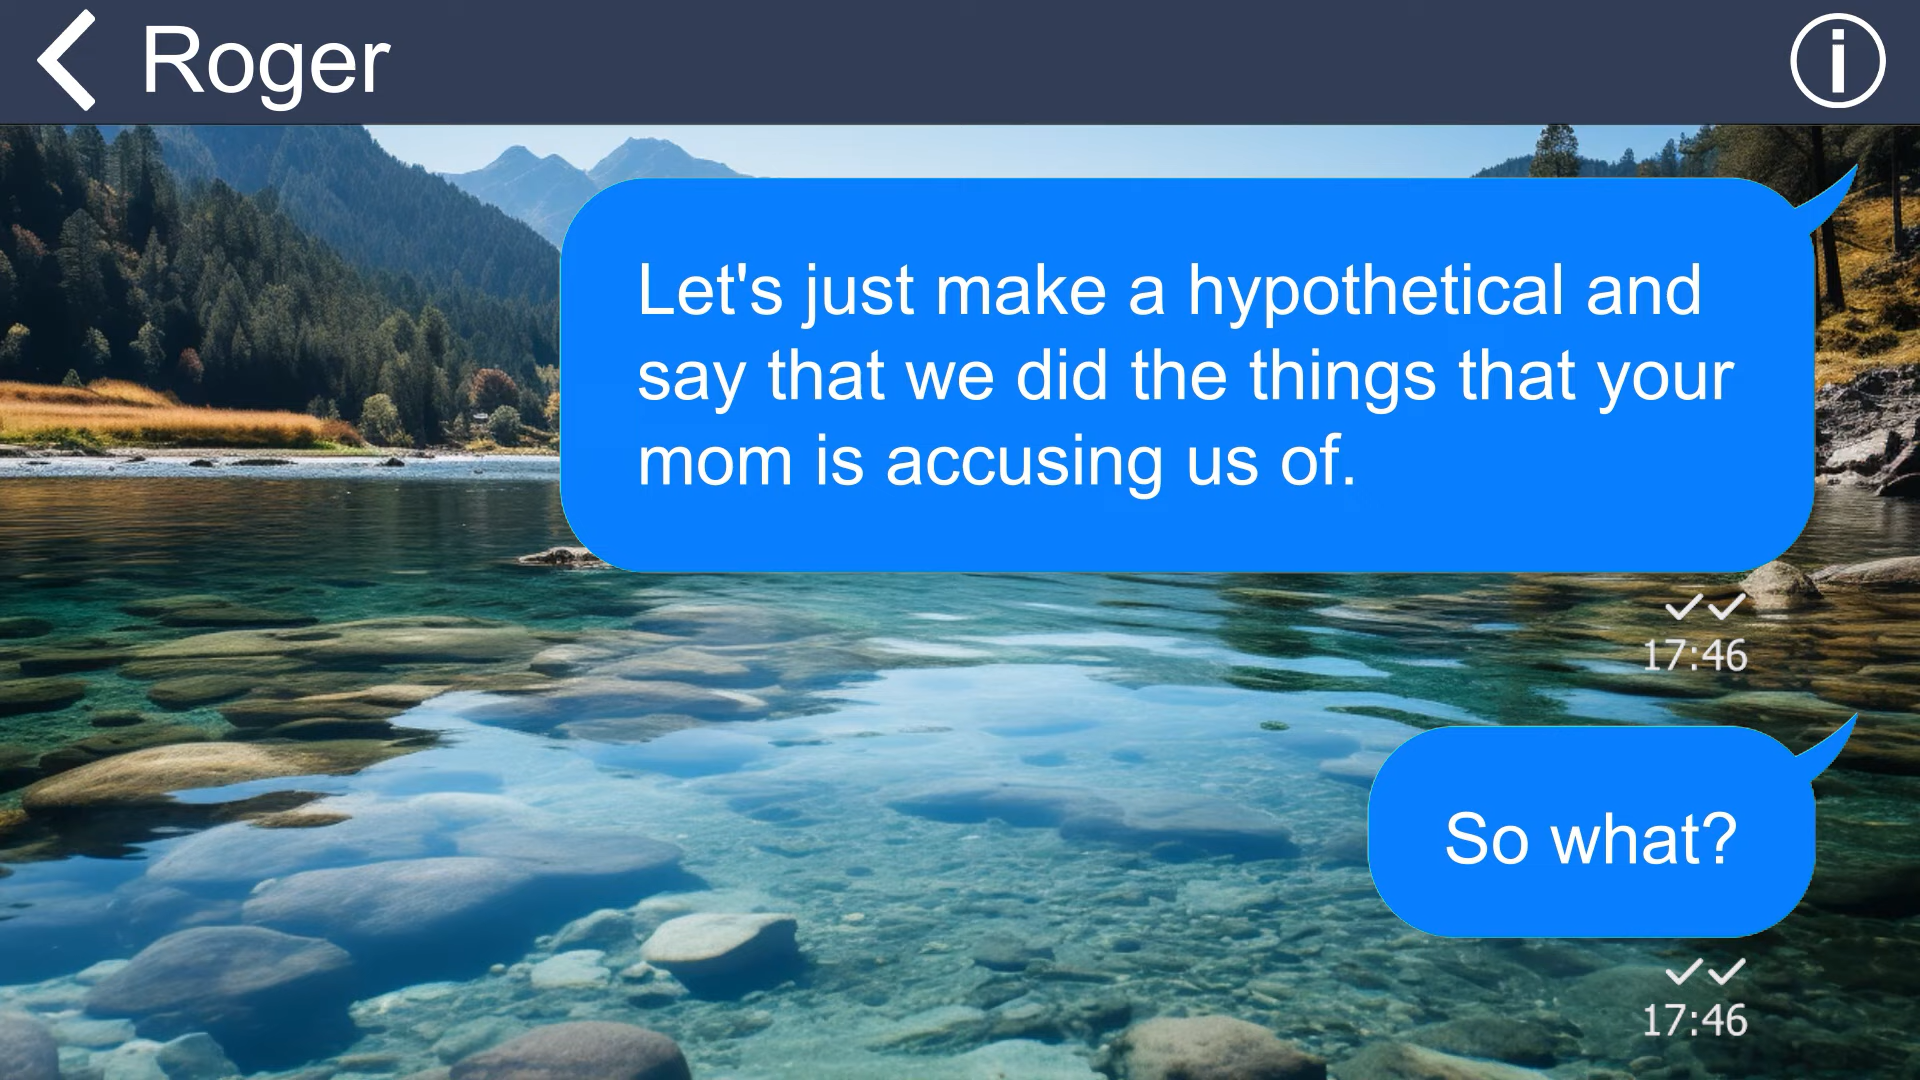 Roger
Let's just make a hypothetical and
say that we did the things that your
mom is accusing us of.
17:46
So what?
17:46